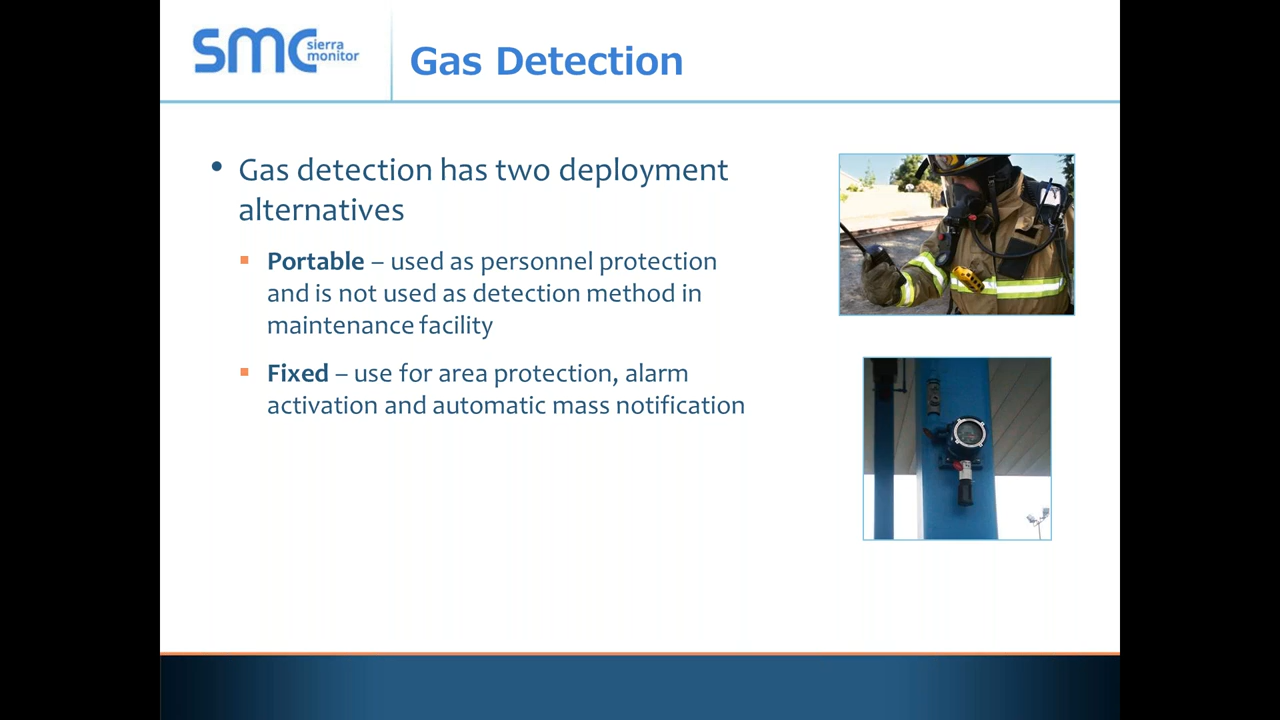 SMC sierra monitor
Gas Detection
• Gas detection has two deployment
alternatives
▪ Portable – used as personnel protection
and is not used as detection method in
maintenance facility
▪ Fixed – use for area protection, alarm
activation and automatic mass notification